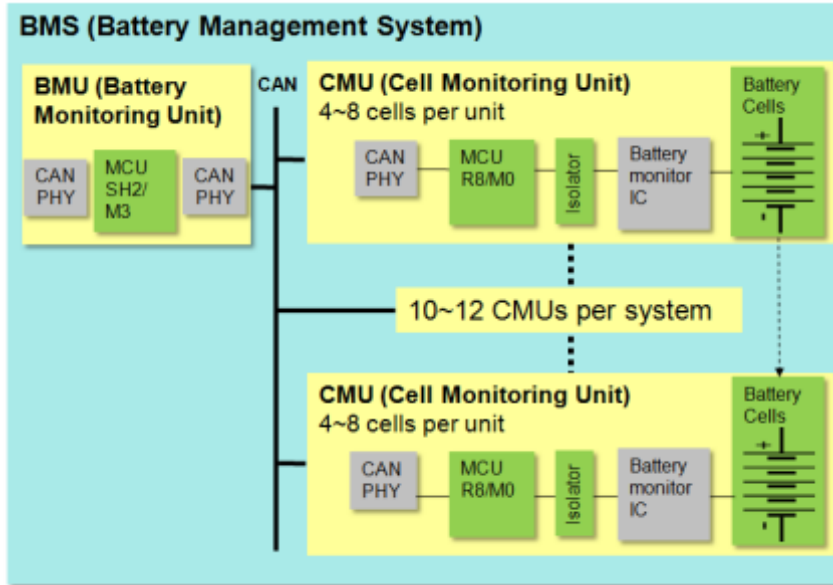 BMS (Battery Management System)
BMU (Battery
Monitoring Unit)
CAN
PHY
MCU
SH2/
M3
CAN
PHY
CAN
CMU (Cell Monitoring Unit)
4~8 cells per unit
CAN
PHY
MCU
R8/M0
Isolator
Battery
monitor
IC
Battery
Cells
10~12 CMUs per system
CMU (Cell Monitoring Unit)
4~8 cells per unit
CAN
PHY
MCU
R8/M0
Isolator
Battery
monitor
IC
Battery
Cells